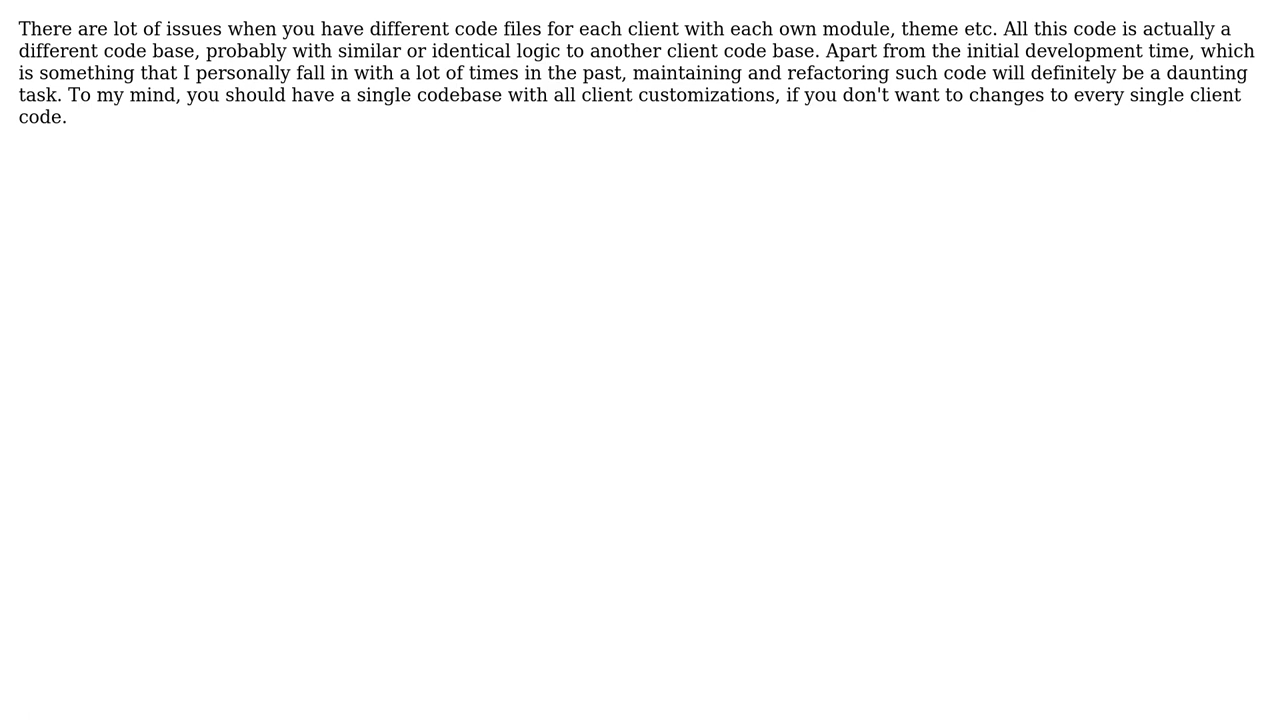 There are lot of issues when you have different code files for each client with each own module, theme etc. All this code is actually a
different code base, probably with similar or identical logic to another client code base. Apart from the initial development time, which
is something that I personally fall in with a lot of times in the past, maintaining and refactoring such code will definitely be a daunting
task. To my mind, you should have a single codebase with all client customizations, if you don't want to changes to every single client
code.